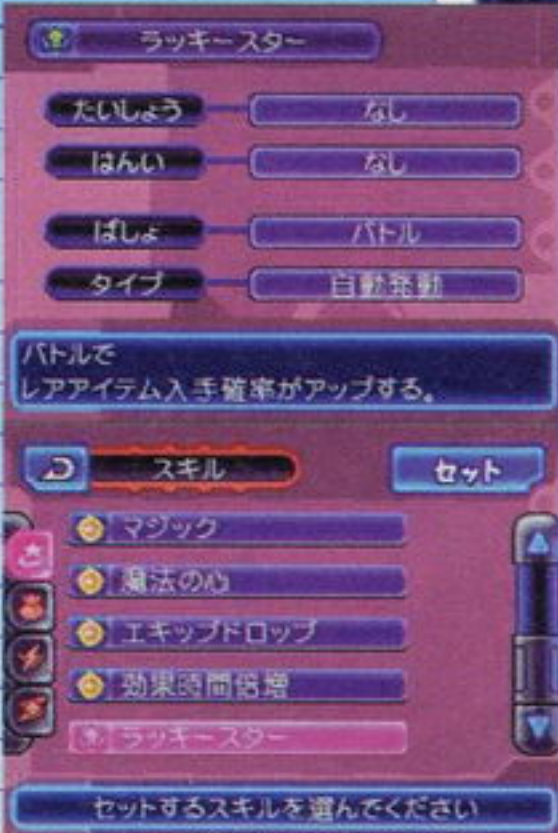 ラッキースター
たいしょう なし
はんい なし
ばしょ バトル
タイプ 自動発動
バトルで
レアアイテム入手確率がアップする。
スキル セット
マジック
魔法の心
エキップドロップ
効果時間倍増
ラッキースター
セットするスキルを選んでください